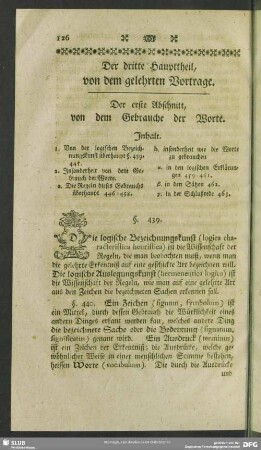 126
Der dritte Haupttheil,
von dem gelehrten Vortrage.
Der erste Abschnitt,
von dem Gebrauche der Worte.
Inhalt.
1. Von der logischen Bezeich-
nungskunst überhaupt §. 439-
445.
2. Insonderheit von dem Ge-
brauch der Worte.
a. Die Regeln dieses Gebrauchs
überhaupt 446-458.
b. insonderheit wie die Worte
zu gebrauchen
α. in den logischen Erklärun-
gen 459-461.
β. in den Sätzen 462.
γ. in der Schlußrede 463.
§. 439.
Die logische Bezeichnungskunst (logica cha-
racteristica) ist die Wissenschaft der
Regeln, die man beobachten muß, wenn man
die gelehrte Erkenntniß auf eine geschickte Art bezeichnen will.
Die logische Auslegungskunst (hermeneutica logica) ist
die Wissenschaft der Regeln, wie man auf eine gelehrte Art
aus den Zeichen die bezeichneten Sachen erkennen soll.
§. 440. Ein Zeichen (signum, symbolum) ist
ein Mittel, durch dessen Gebrauch die Würklichkeit eines
andern Dinges erkant werden kan, welches andere Ding
die bezeichnete Sache oder die Bedeutung (signatum,
significatus) genant wird. Ein Ausdruck (terminus)
ist ein Zeichen der Erkenntniß; die Ausdrücke, welche ge-
wöhnlicher Weise in einer menschlichen Stimme bestehen,
heissen Worte (vocabulum). Die durch die Ausdrücke
und
SLUB
DFG